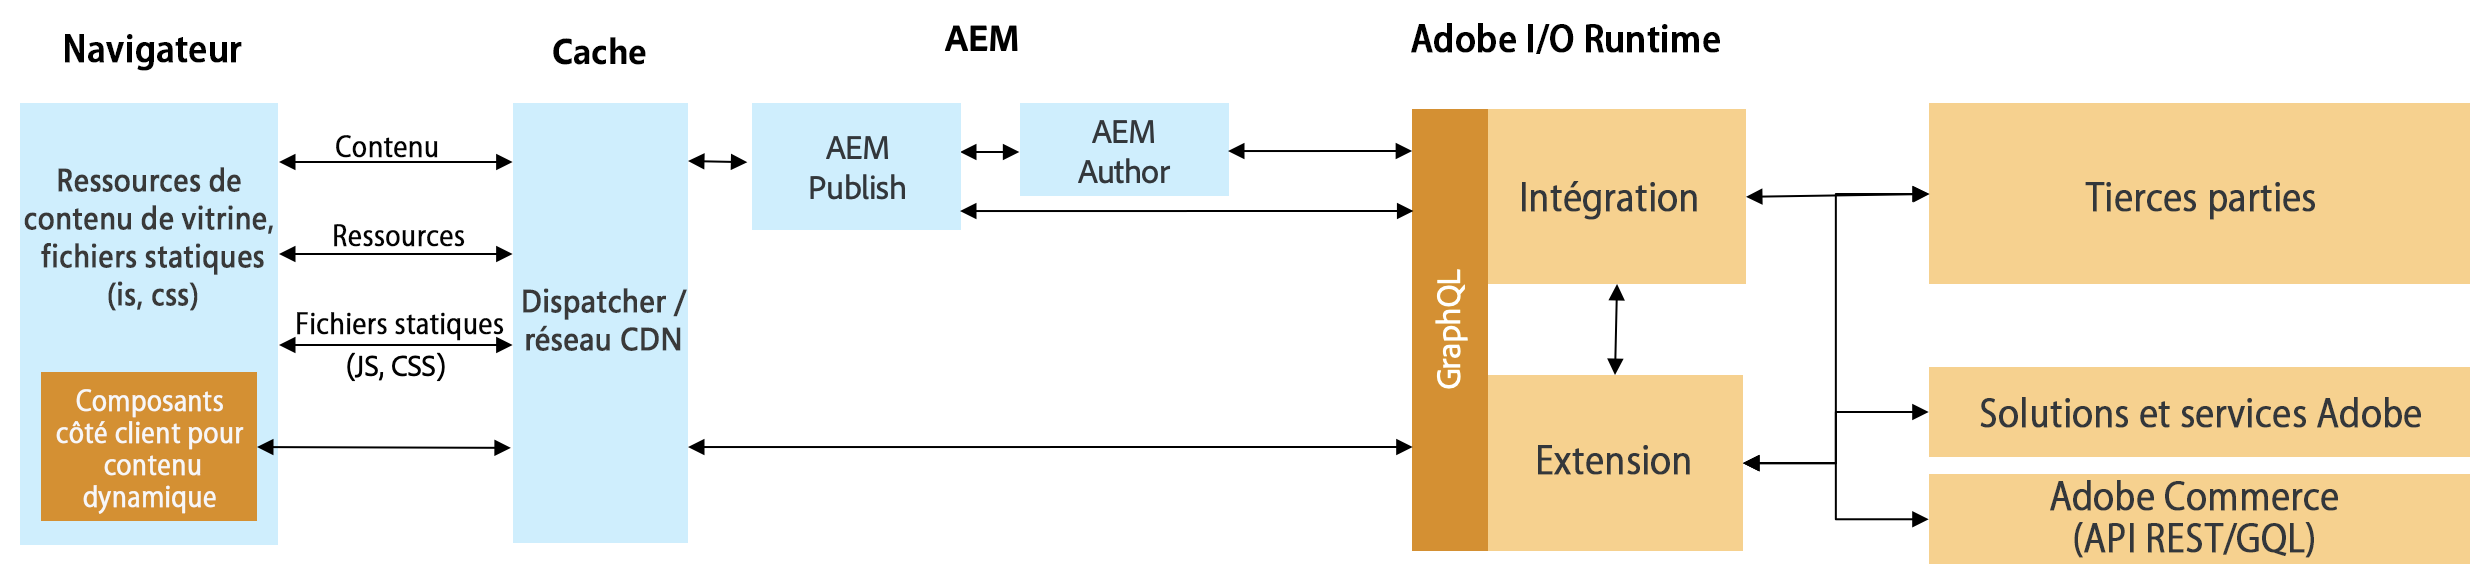 Navigateur
Cache
AEM
Adobe I/O Runtime
Ressources de
contenu de vitrine,
fichiers statiques
(is, css)
Composants
côté client pour
contenu
dynamique
Contenu
Ressources
Fichiers statiques
(JS, CSS)
Dispatcher /
réseau CDN
AEM
Publish
AEM
Author
GraphQL
Intégration
Extension
Tierces parties
Solutions et services Adobe
Adobe Commerce
(API REST/GQL)